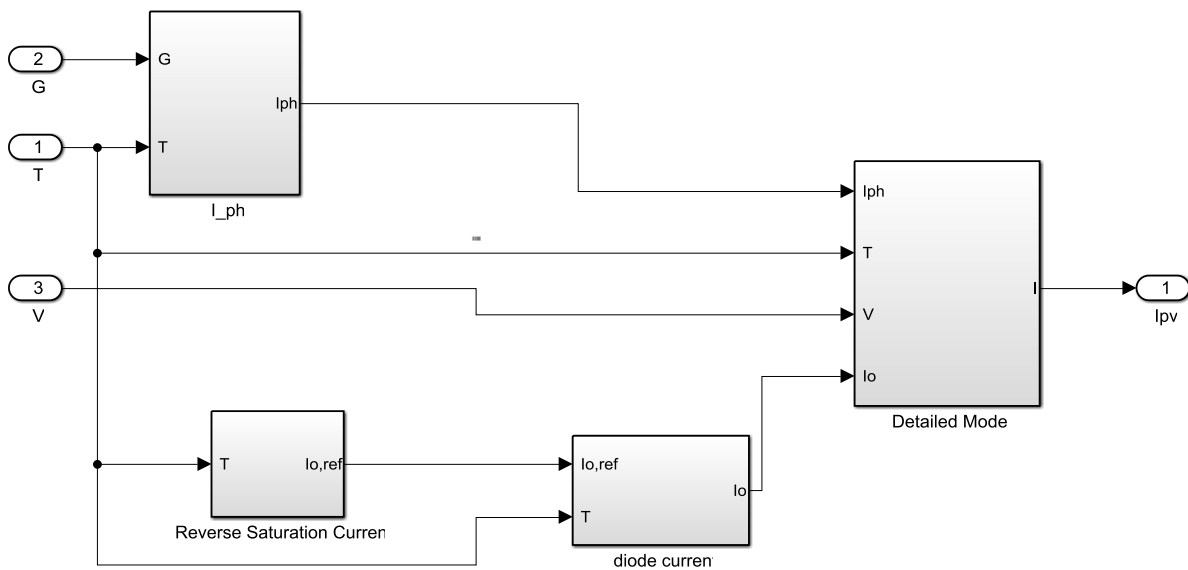 2
G
G
Iph
1
T
T
I_ph
Iph
T
3
V
V
I
1
Ipv
Io
Detailed Mode
T
Io,ref
Reverse Saturation Curren
Io,ref
Io
T
diode curren